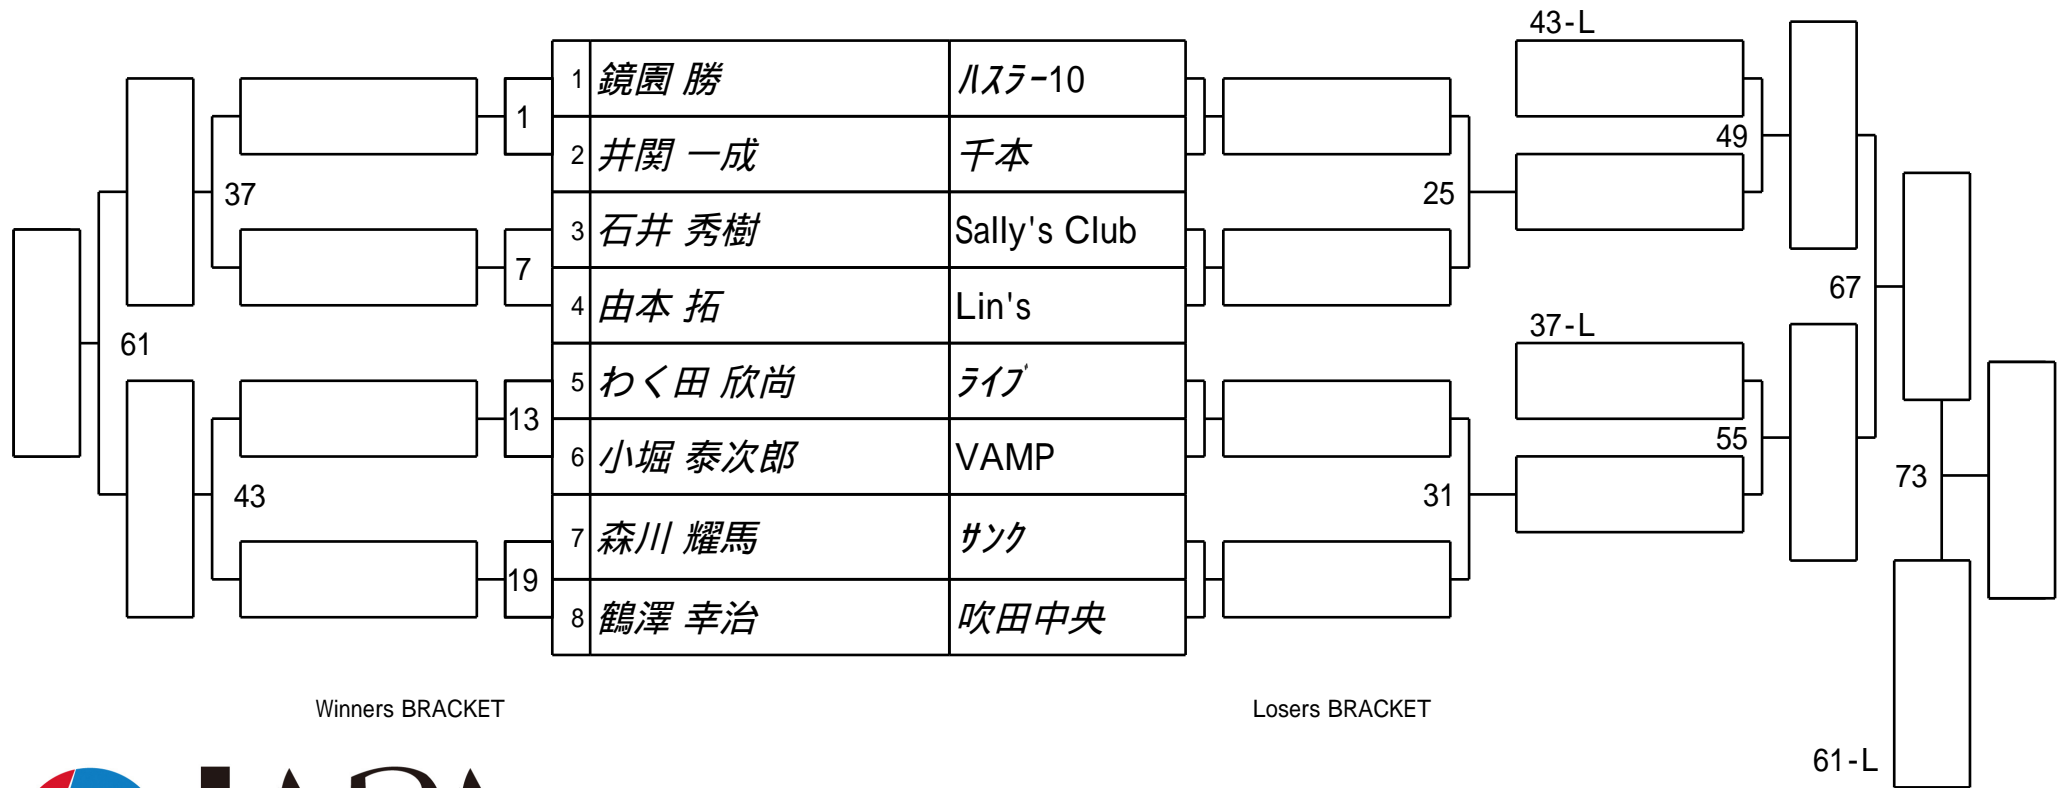 43-L
1 鏡園 勝 ﾊｽﾗｰ10
1
2 井関 一成 千本
49
37
25
3 石井 秀樹 Sally's Club
7
4 由本 拓 Lin's
67
37-L
61
5 わく田 欣尚 ﾗｲﾌﾞ
13
55
6 小堀 泰次郎 VAMP
73
43
31
7 森川 耀馬 ｻﾝｸ
19
8 鶴澤 幸治 吹田中央
Winners BRACKET
Losers BRACKET
61-L